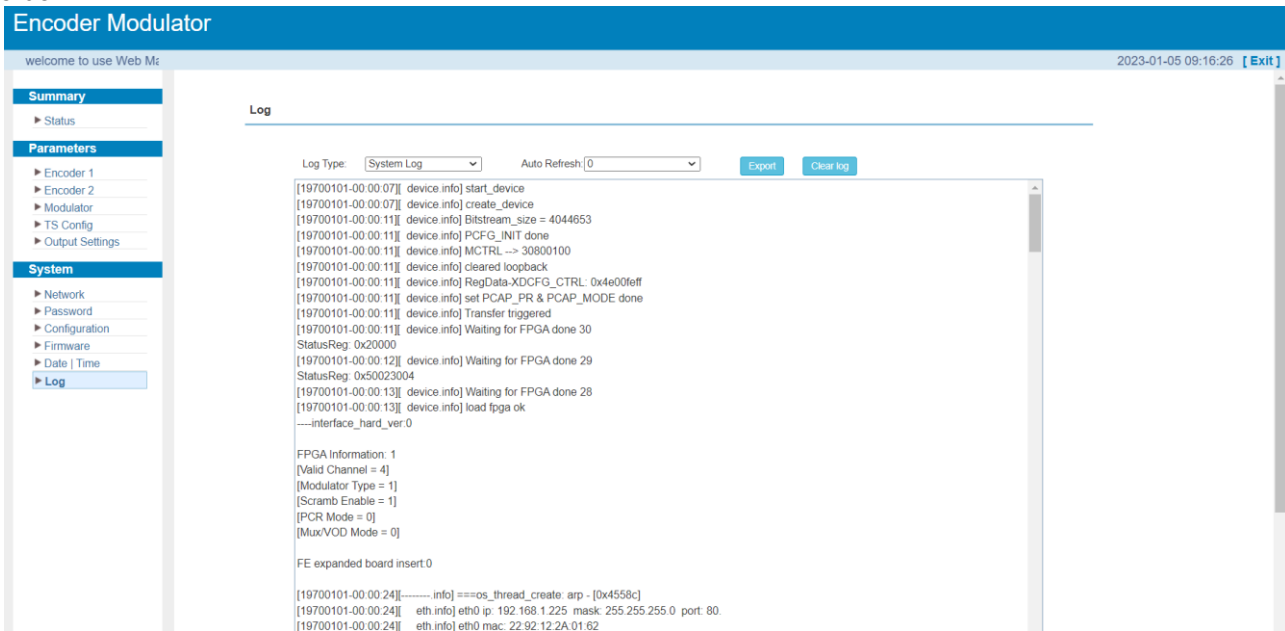 Encoder Modulator
welcome to use Web Ma
2023-01-05 09:16:26 [ Exit ]
Summary
Status
Parameters
Encoder 1
Encoder 2
Modulator
TS Config
Output Settings
System
Network
Password
Configuration
Firmware
Date | Time
Log
Log
Log Type: System Log Auto Refresh: 0 Export Clear log
[19700101-00:00:07][ device.info] start_device
[19700101-00:00:07][ device.info] create_device
[19700101-00:00:11][ device.info] Bitstream_size = 4044653
[19700101-00:00:11][ device.info] PCFG_INIT done
[19700101-00:00:11][ device.info] MCTRL --> 30800100
[19700101-00:00:11][ device.info] cleared loopback
[19700101-00:00:11][ device.info] RegData-XDCFG_CTRL: 0x4e00feff
[19700101-00:00:11][ device.info] set PCAP_PR & PCAP_MODE done
[19700101-00:00:11][ device.info] Transfer triggered
[19700101-00:00:11][ device.info] Waiting for FPGA done 30
StatusReg: 0x20000
[19700101-00:00:12][ device.info] Waiting for FPGA done 29
StatusReg: 0x50023004
[19700101-00:00:13][ device.info] Waiting for FPGA done 28
[19700101-00:00:13][ device.info] load fpga ok
----interface_hard_ver:0
FPGA Information: 1
[Valid Channel = 4]
[Modulator Type = 1]
[Scramb Enable = 1]
[PCR Mode = 0]
[Mux/VOD Mode = 0]
FE expanded board insert:0
[19700101-00:00:24][--------.info] ===os_thread_create: arp - [0x4558c]
[19700101-00:00:24][ eth.info] eth0 ip: 192.168.1.225 mask: 255.255.255.0 port: 80.
[19700101-00:00:24][ eth.info] eth0 mac: 22:92:12:2A:01:62